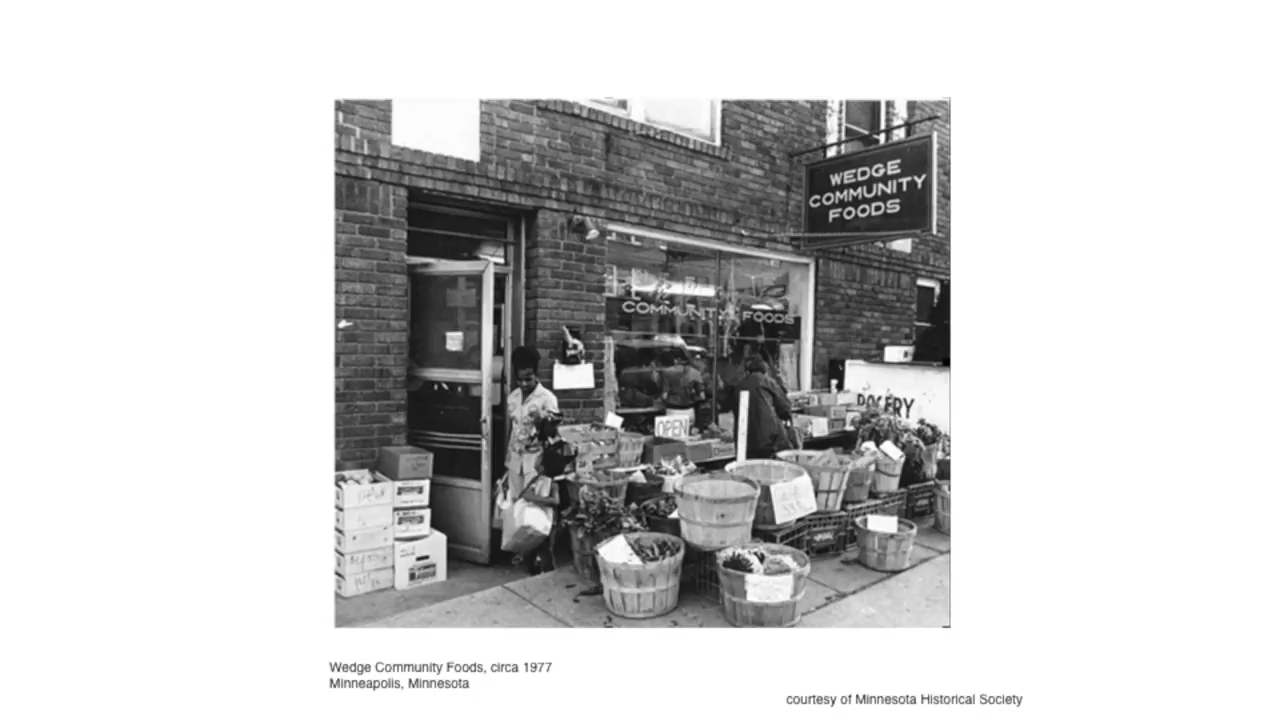 WEDGE
COMMUNITY
FOODS
COMMUNITY FOODS
OPEN
Wedge Community Foods, circa 1977
Minneapolis, Minnesota
courtesy of Minnesota Historical Society